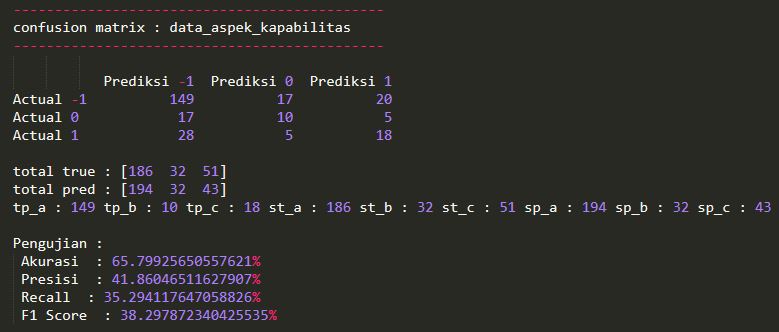 ---------------------------------------------
confusion matrix : data_aspek_kapabilitas
---------------------------------------------
Prediksi -1 Prediksi 0 Prediksi 1
Actual -1 149 17 20
Actual 0 17 10 5
Actual 1 28 5 18
total true : [186 32 51]
total pred : [194 32 43]
tp_a : 149 tp_b : 10 tp_c : 18 st_a : 186 st_b : 32 st_c : 51 sp_a : 194 sp_b : 32 sp_c : 43
Pengujian :
Akurasi : 65.79925650557621%
Presisi : 41.86046511627907%
Recall : 35.294117647058826%
F1 Score : 38.297872340425535%